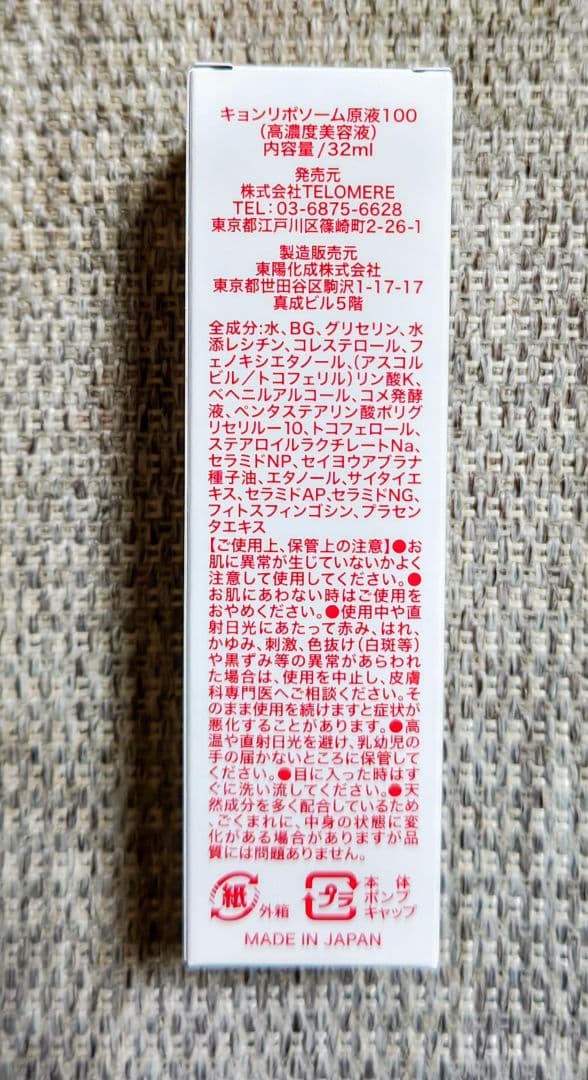 キョンリポソーム原液100
（高濃度美容液）
内容量/32ml
発売元
株式会社TELOMERE
TEL:03-6875-6628
東京都江戸川区篠崎町2-26-1
製造販売元
東陽化成株式会社
東京都世田谷区駒沢1-17-17
真成ビル5階
全成分:水、BG、グリセリン、水
添レシチン、コレステロール、フ
ェノキシエタノール、(アスコル
ビル／トコフェリル)リン酸K、
ベヘニルアルコール、コメ発酵
液、ペンタステアリン酸ポリグ
リセリルー10、トコフェロール、
ステアロイルラクチレートNa、
セラミドNP、セイヨウアブラナ
種子油、エタノール、サイタイエ
キス、セラミドAP、セラミドNG、
フィトスフィンゴシン、プラセン
タエキス
【ご使用上、保管上の注意】●お
肌に異常が生じていないかよく
注意して使用してください。●
お肌にあわない時はご使用を
おやめください。●使用中や直
射日光にあたって赤み、はれ、
かゆみ、刺激、色抜け（白斑等）
や黒ずみ等の異常があらわれ
た場合は、使用を中止し、皮膚
科専門医へご相談ください。そ
のまま使用を続けますと症状が
悪化することがあります。●高
温や直射日光を避け、乳幼児の
手の届かないところに保管して
ください。●目に入った時はす
ぐに洗い流してください。●天
然成分を多く配合しているため
、ごくまれに、中身の状態に変
化がある場合がありますが品
質には問題ありません。
紙 外箱
プラ 本体
ポンプ
キャップ
MADE IN JAPAN